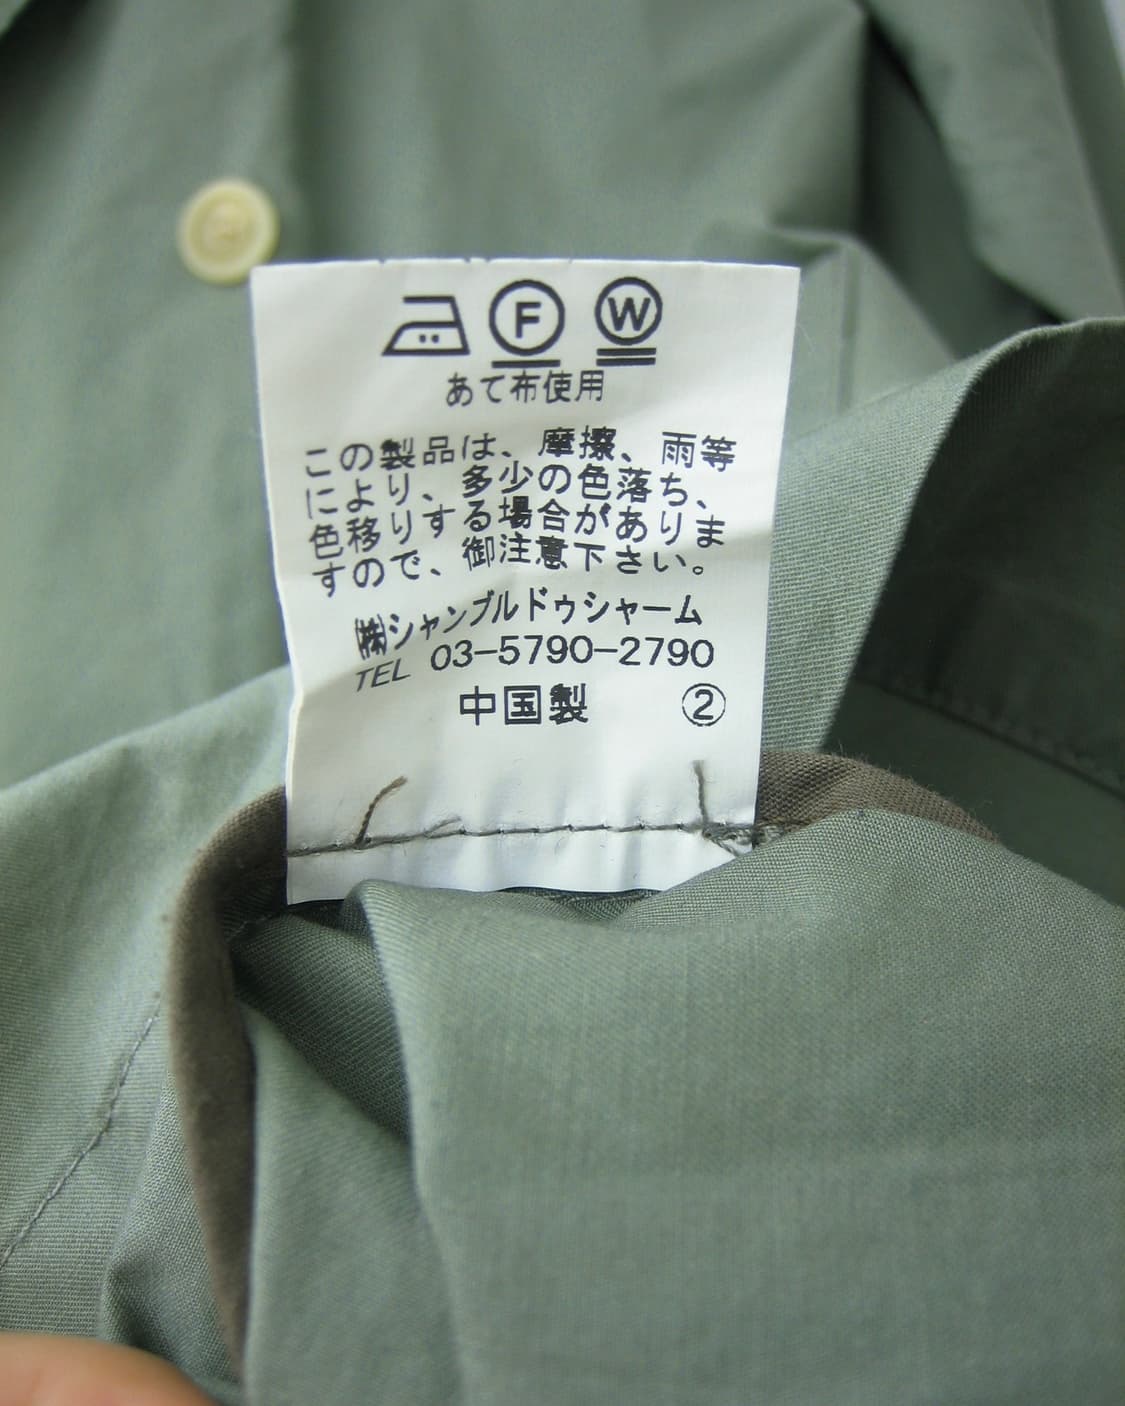 F W
あて布使用
この製品は、摩擦、雨等
により、多少の色落ち、
色移りする場合がありま
すので、御注意下さい。
㈱シャンブルドゥシャーム
TEL 03-5790-2790
中国製 ②